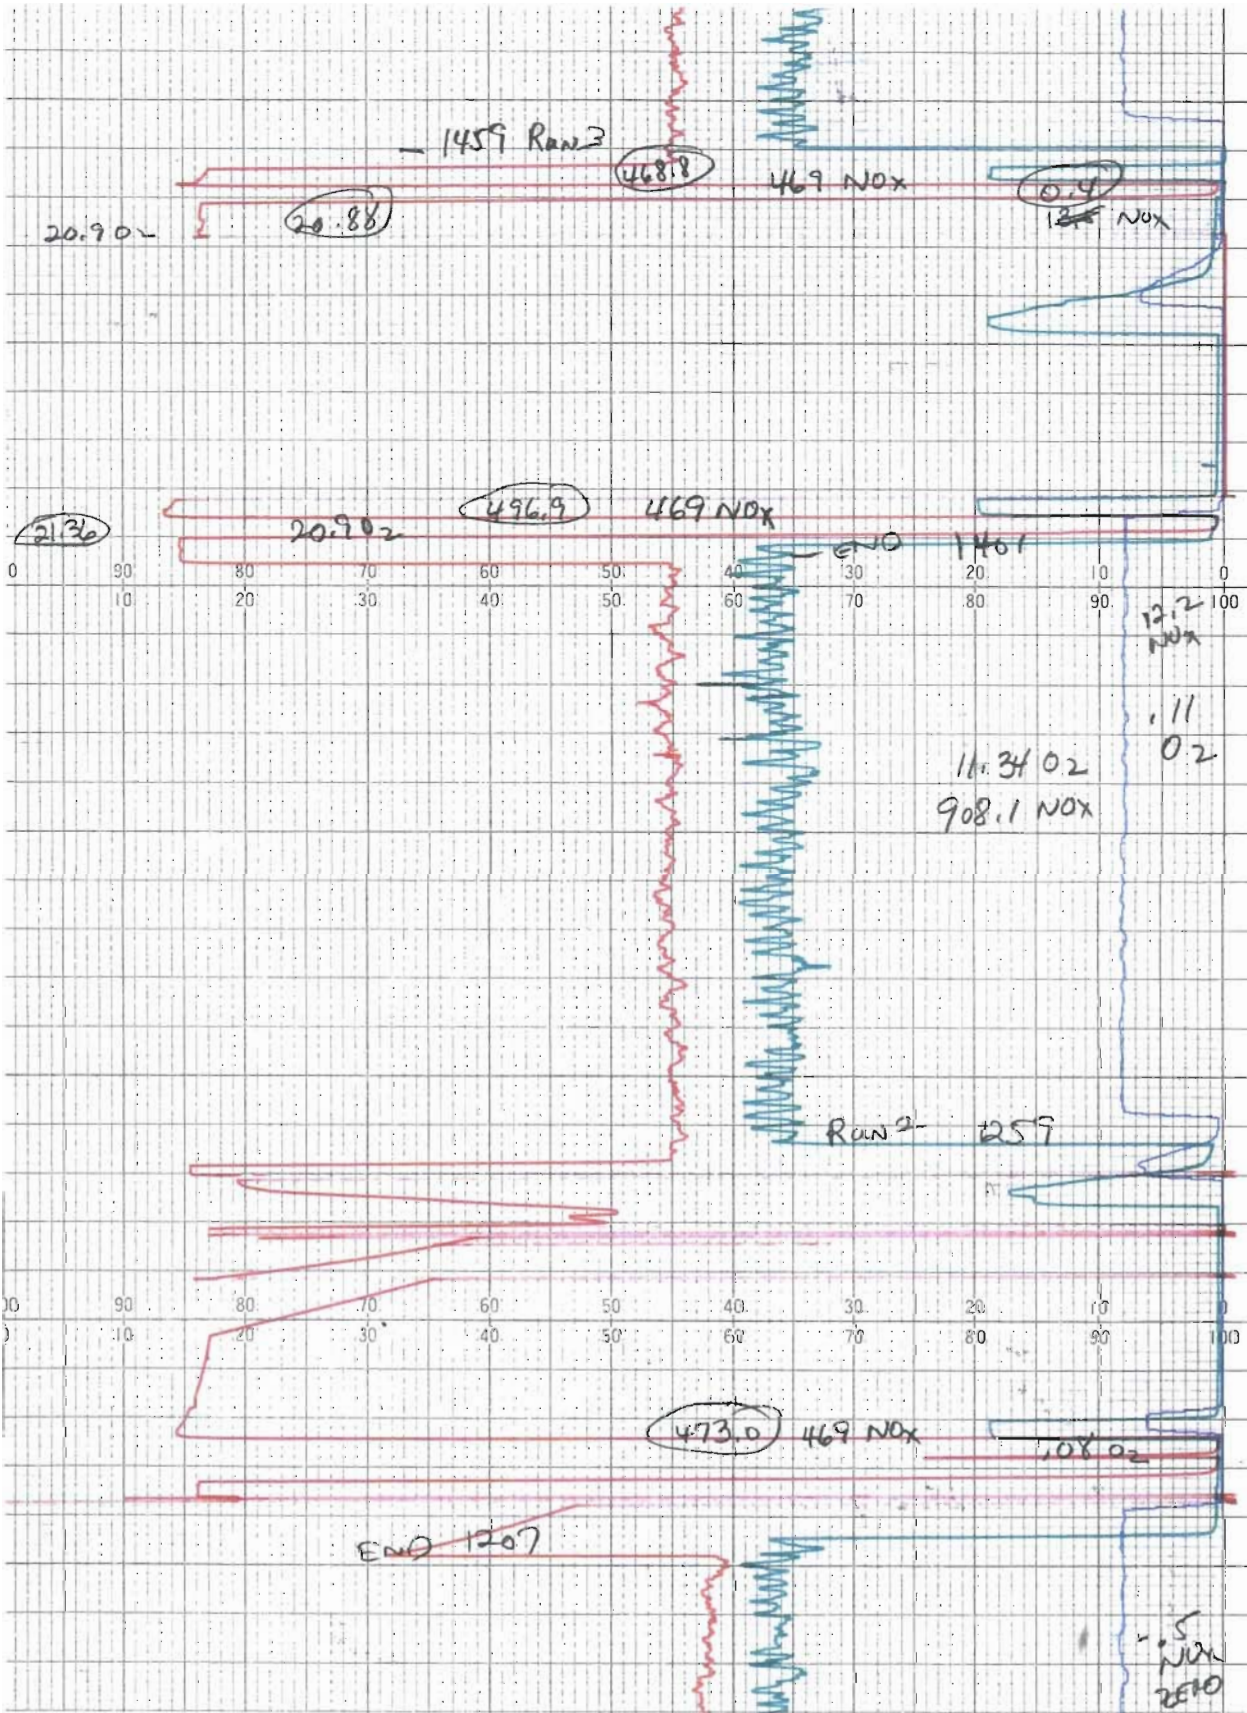 — 1459 Run 3
468.8
469 NOx
0.4
NOx
20.9 O2
20.88
496.9
469 NOx
21.36
20.9 O2
— END 1401
0 90 80 70 60 50 40 30 20 10 0
10 20 30 40 50 60 70 80 90 100
12.2
NOx
.11
O2
11.34 O2
908.1 NOx
Run 2 1259
00 90 80 70 60 50 40 30 20 10 0
0 10 20 30 40 50 60 70 80 90 100
473.0
469 NOx
.08 O2
END 1207
-.5
NOx
ZERO